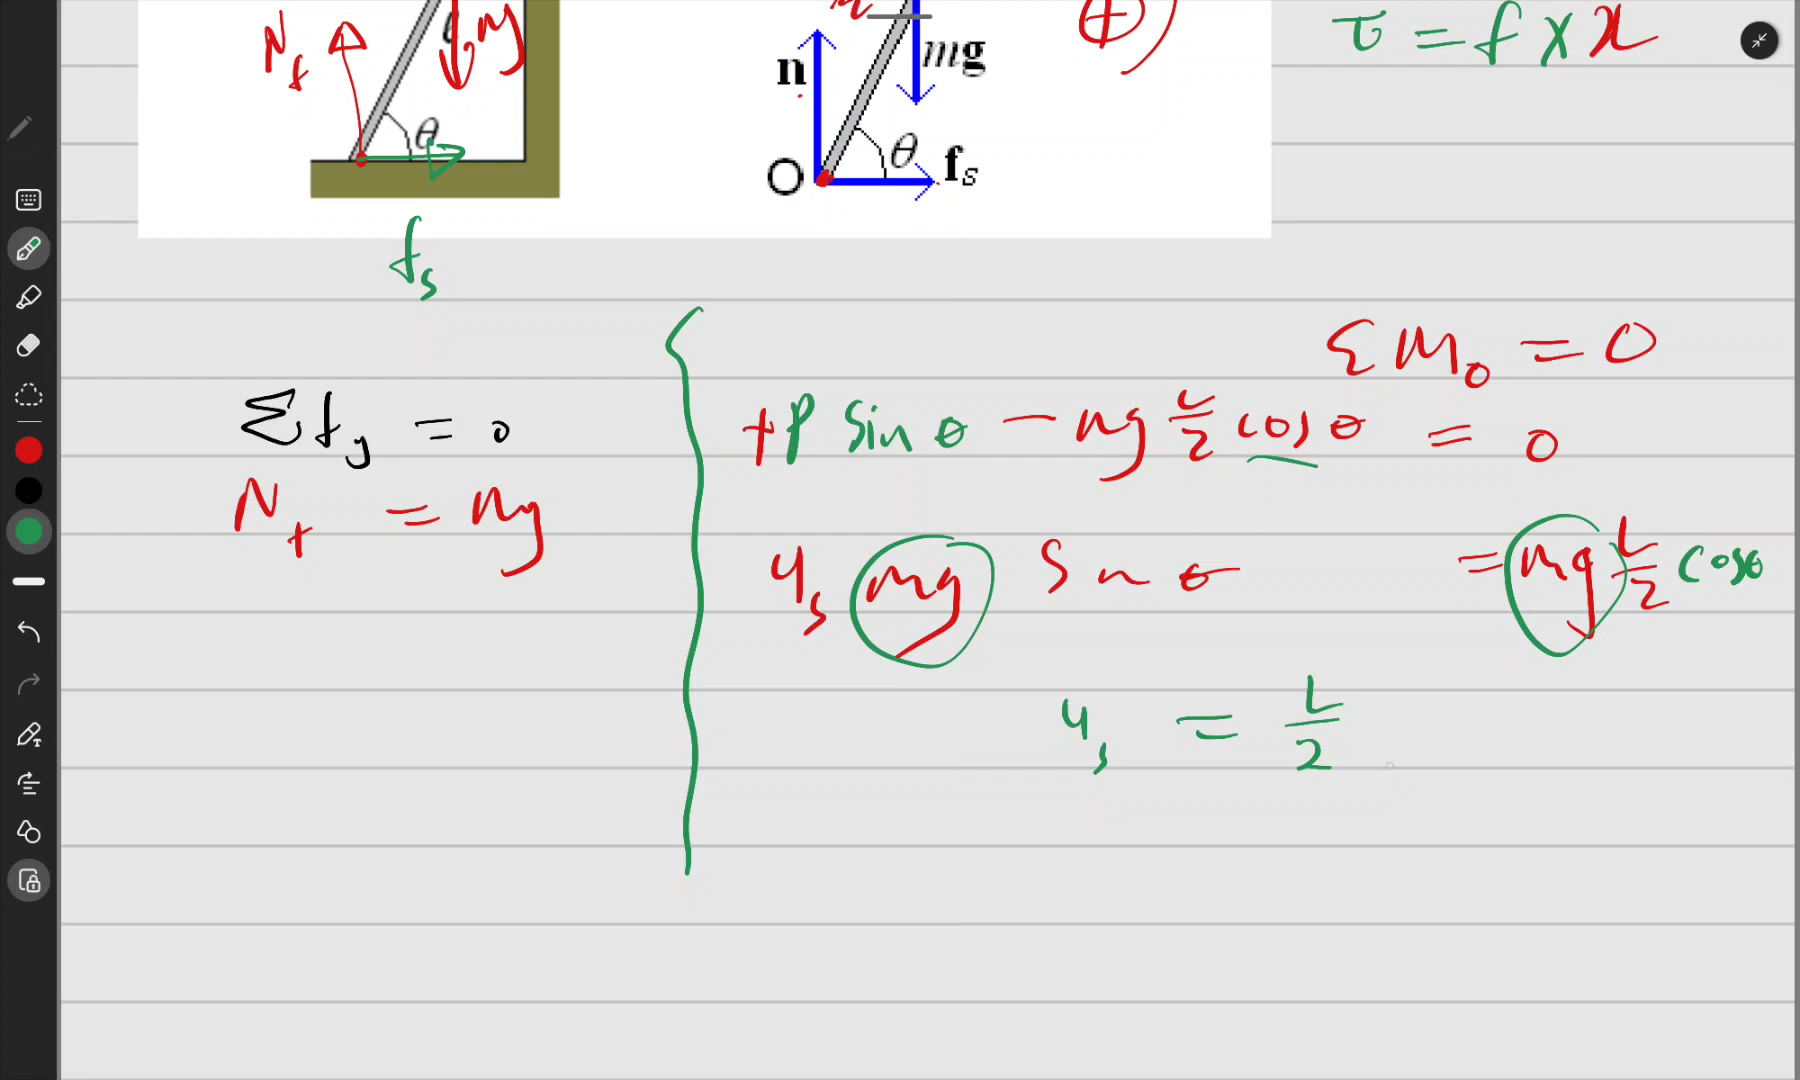 N_f mg
θ
f_s
n mg
O θ f_s
τ = f × x
ΣM_o = 0
Σf_y = 0
+P sin θ − mg L/2 cos θ = 0
N_f = mg
μ_s mg Sin θ = mg L/2 cos θ
μ_s = L/2